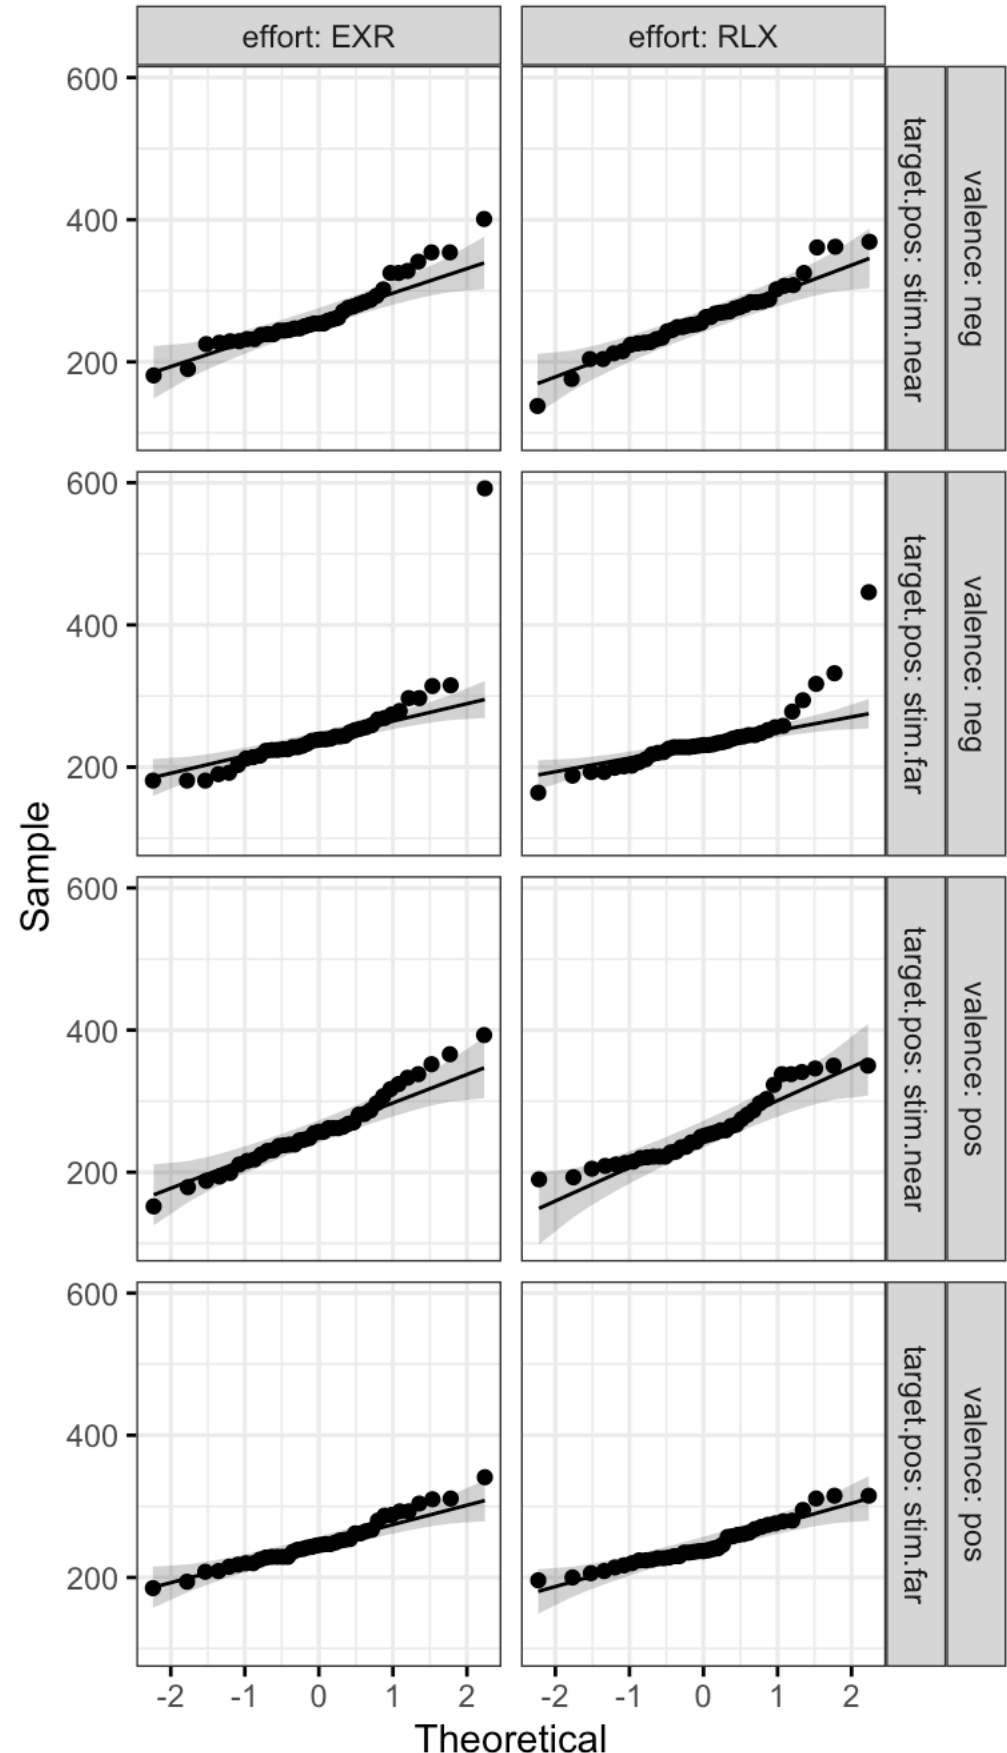 effort: EXR
effort: RLX
600
400
200
target.pos: stim.near
valence: neg
600
400
200
target.pos: stim.far
valence: neg
Sample
600
400
200
target.pos: stim.near
valence: pos
600
400
200
target.pos: stim.far
valence: pos
-2 -1 0 1 2
-2 -1 0 1 2
Theoretical